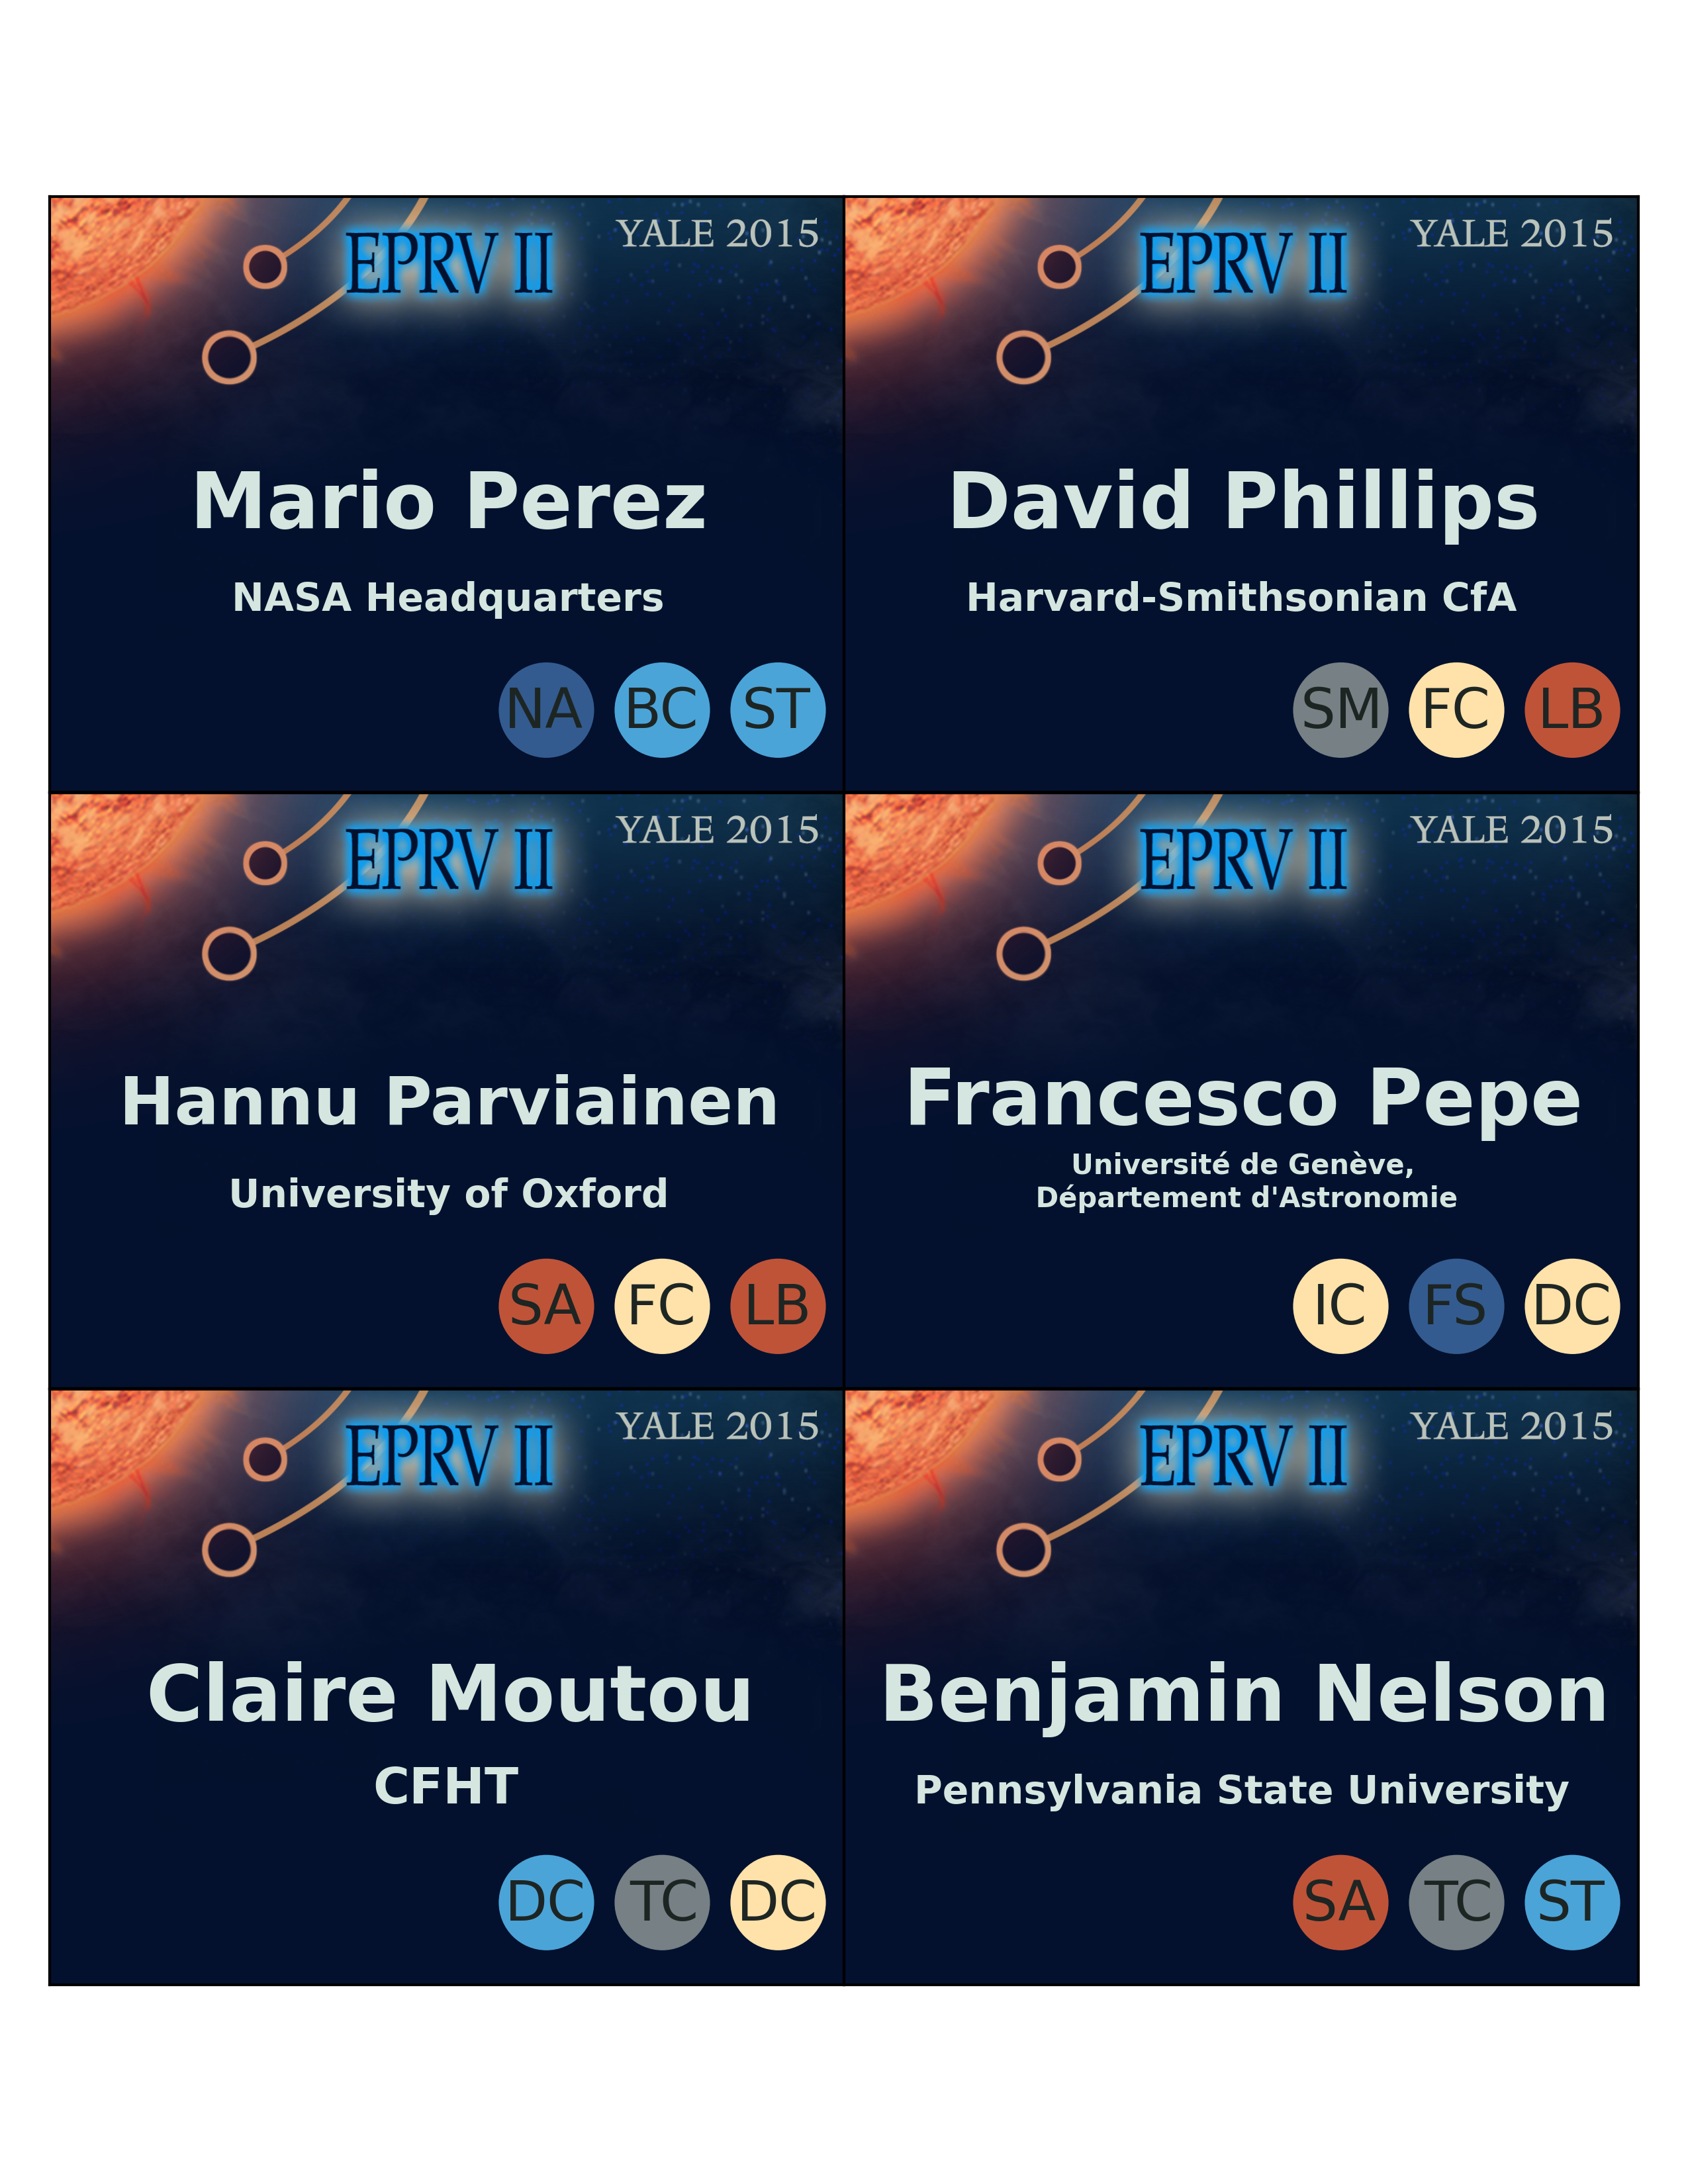 EPRV II YALE 2015
Mario Perez
NASA Headquarters
NA BC ST
EPRV II YALE 2015
David Phillips
Harvard-Smithsonian CfA
SM FC LB
EPRV II YALE 2015
Hannu Parviainen
University of Oxford
SA FC LB
EPRV II YALE 2015
Francesco Pepe
Université de Genève,
Département d'Astronomie
IC FS DC
EPRV II YALE 2015
Claire Moutou
CFHT
DC TC DC
EPRV II YALE 2015
Benjamin Nelson
Pennsylvania State University
SA TC ST